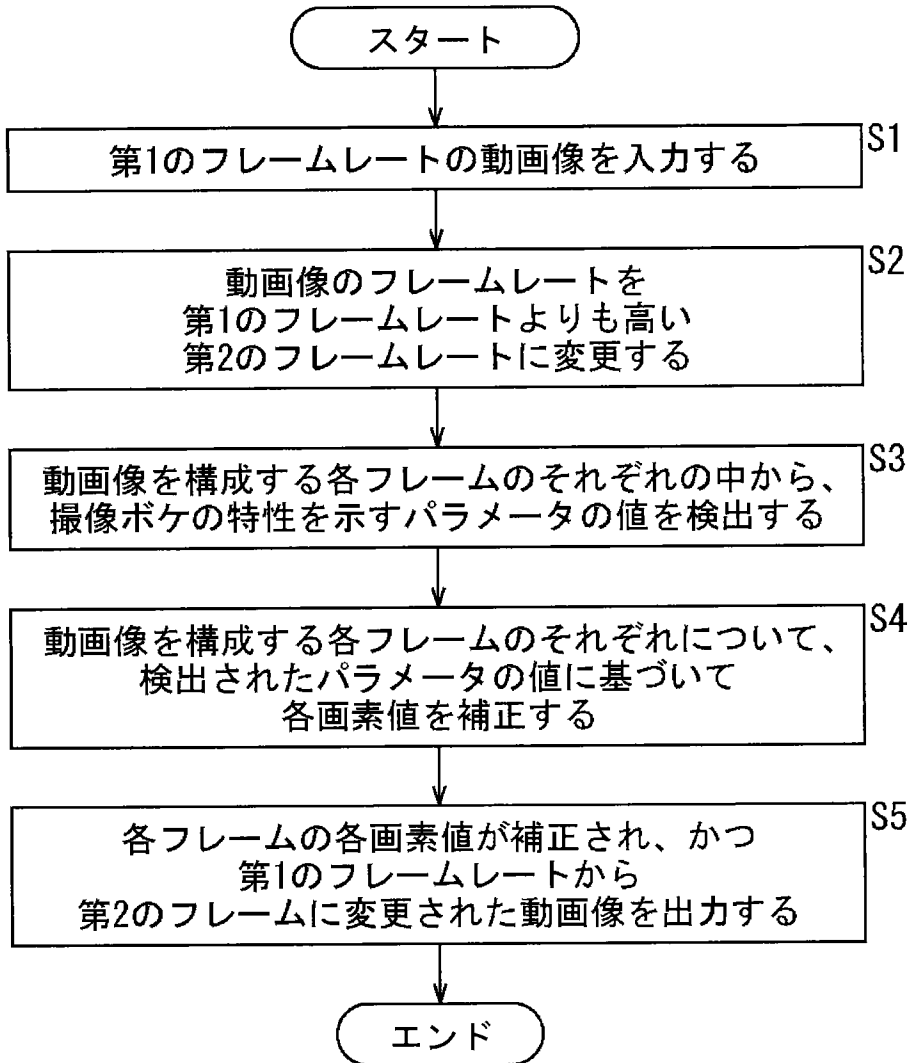 スタート
第1のフレームレートの動画像を入力する
S1
動画像のフレームレートを
第1のフレームレートよりも高い
第2のフレームレートに変更する
S2
動画像を構成する各フレームのそれぞれの中から、
撮像ボケの特性を示すパラメータの値を検出する
S3
動画像を構成する各フレームのそれぞれについて、
検出されたパラメータの値に基づいて
各画素値を補正する
S4
各フレームの各画素値が補正され、かつ
第1のフレームレートから
第2のフレームに変更された動画像を出力する
S5
エンド